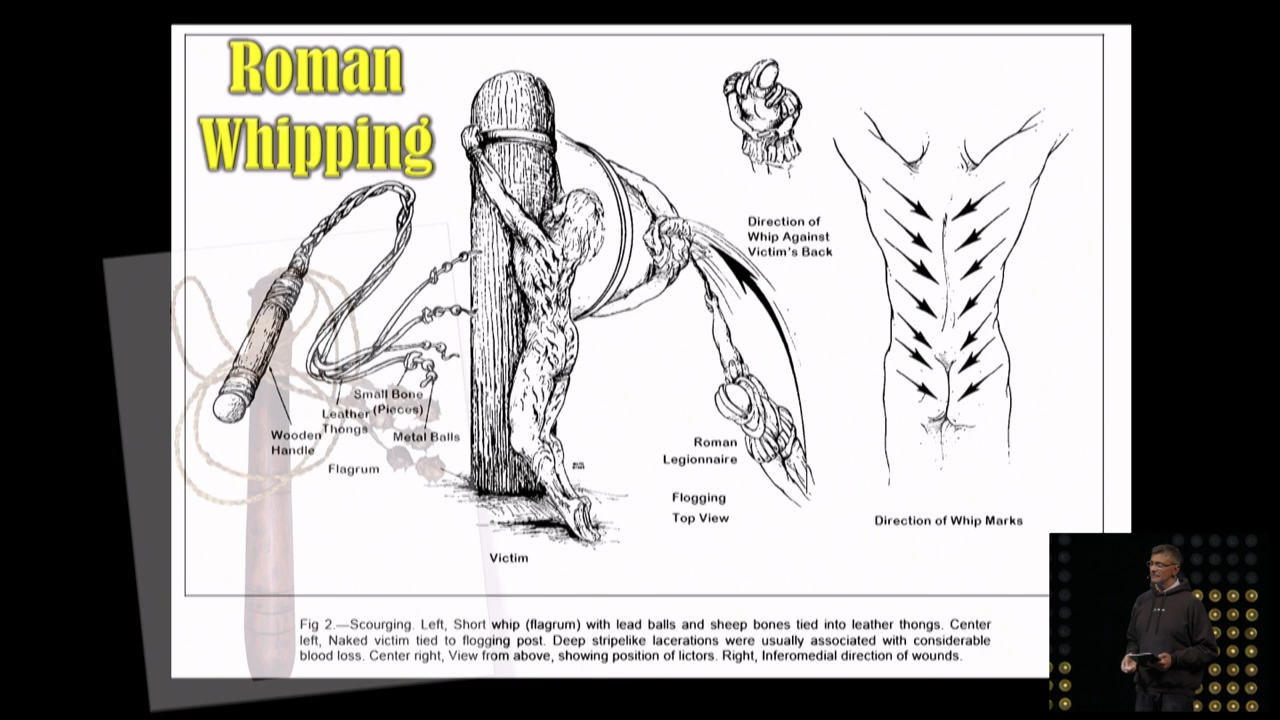 Roman
Whipping
Direction of
Whip Against
Victim's Back
Small Bone
(Pieces)
Leather
Thongs
Metal Balls
Wooden
Handle
Flagrum
Roman
Legionnaire
Flogging
Top View
Direction of Whip Marks
Victim
Fig 2.—Scourging. Left, Short whip (flagrum) with lead balls and sheep bones tied into leather thongs. Center
left, Naked victim tied to flogging post. Deep stripelike lacerations were usually associated with considerable
blood loss. Center right, View from above, showing position of lictors. Right, Inferomedial direction of wounds.